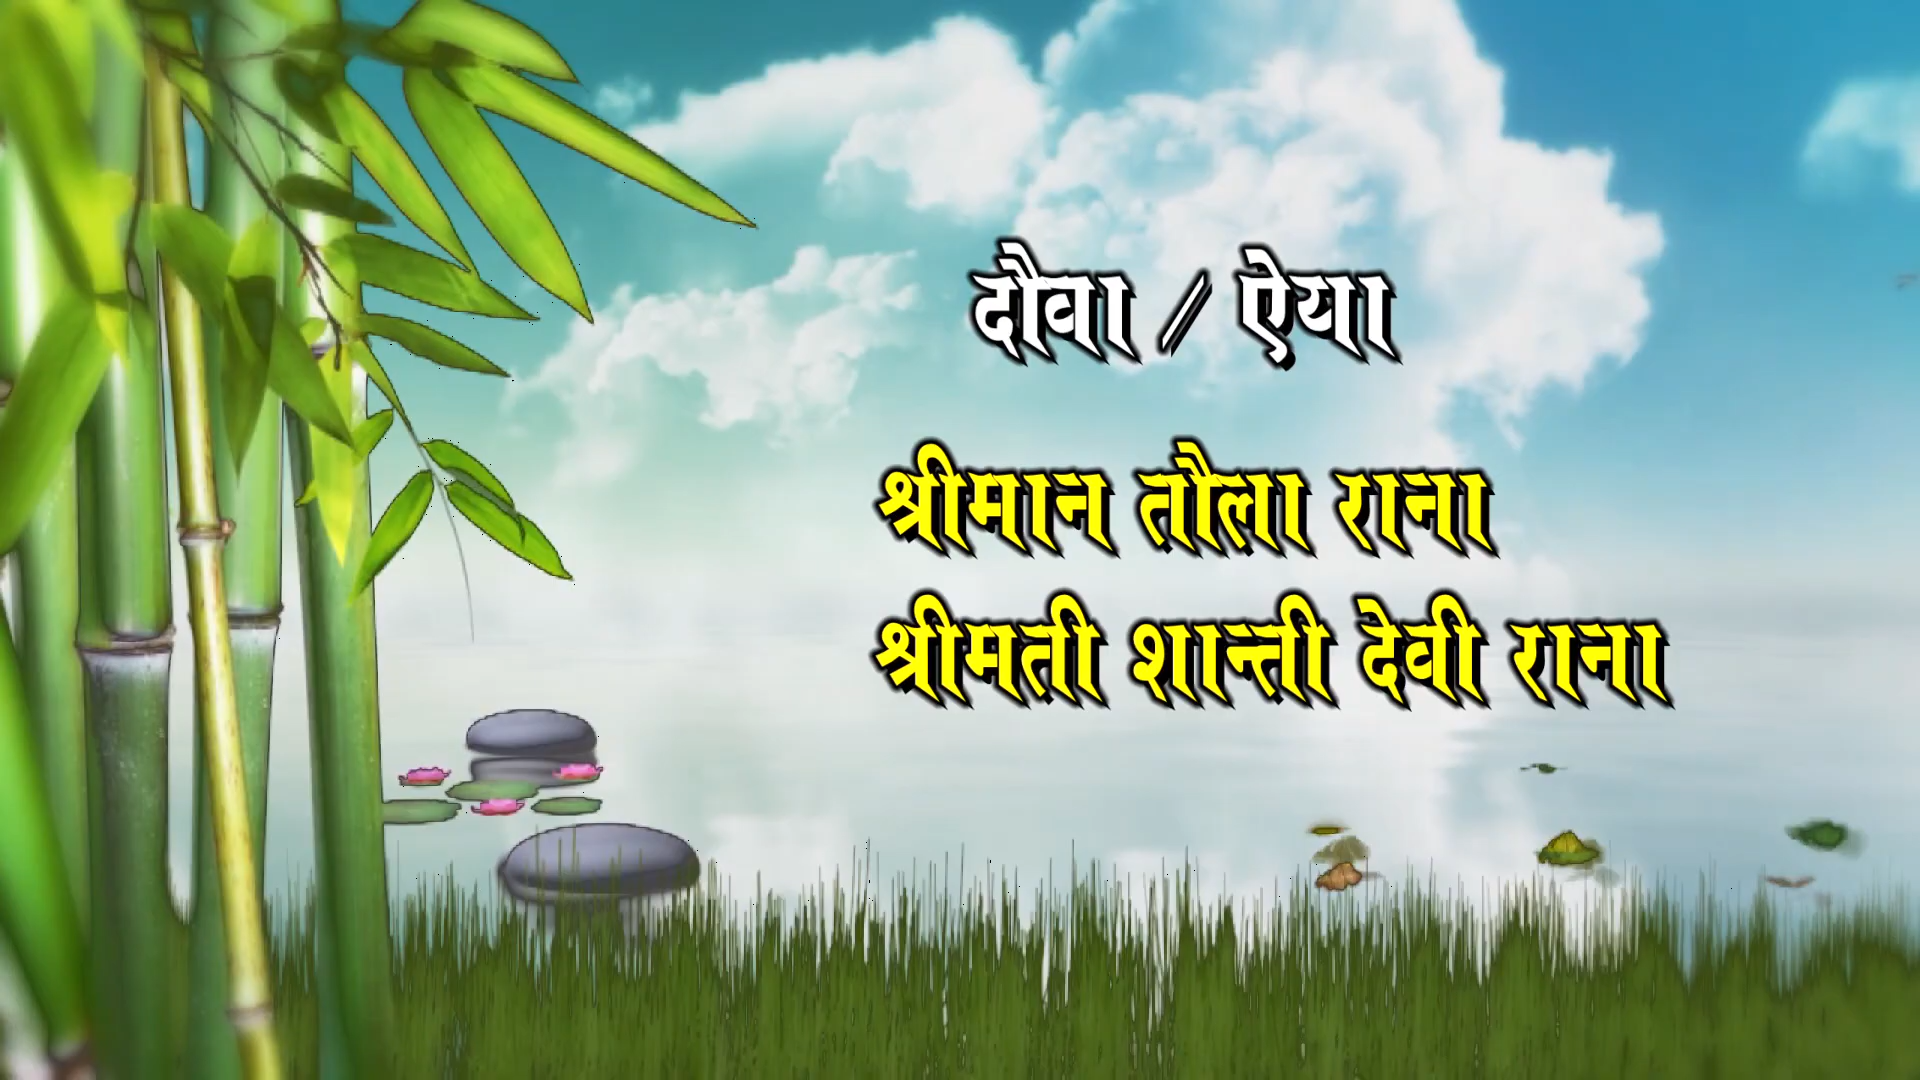 दौवा / ऐया
श्रीमान तौला राना
श्रीमती शान्ती देवी राना